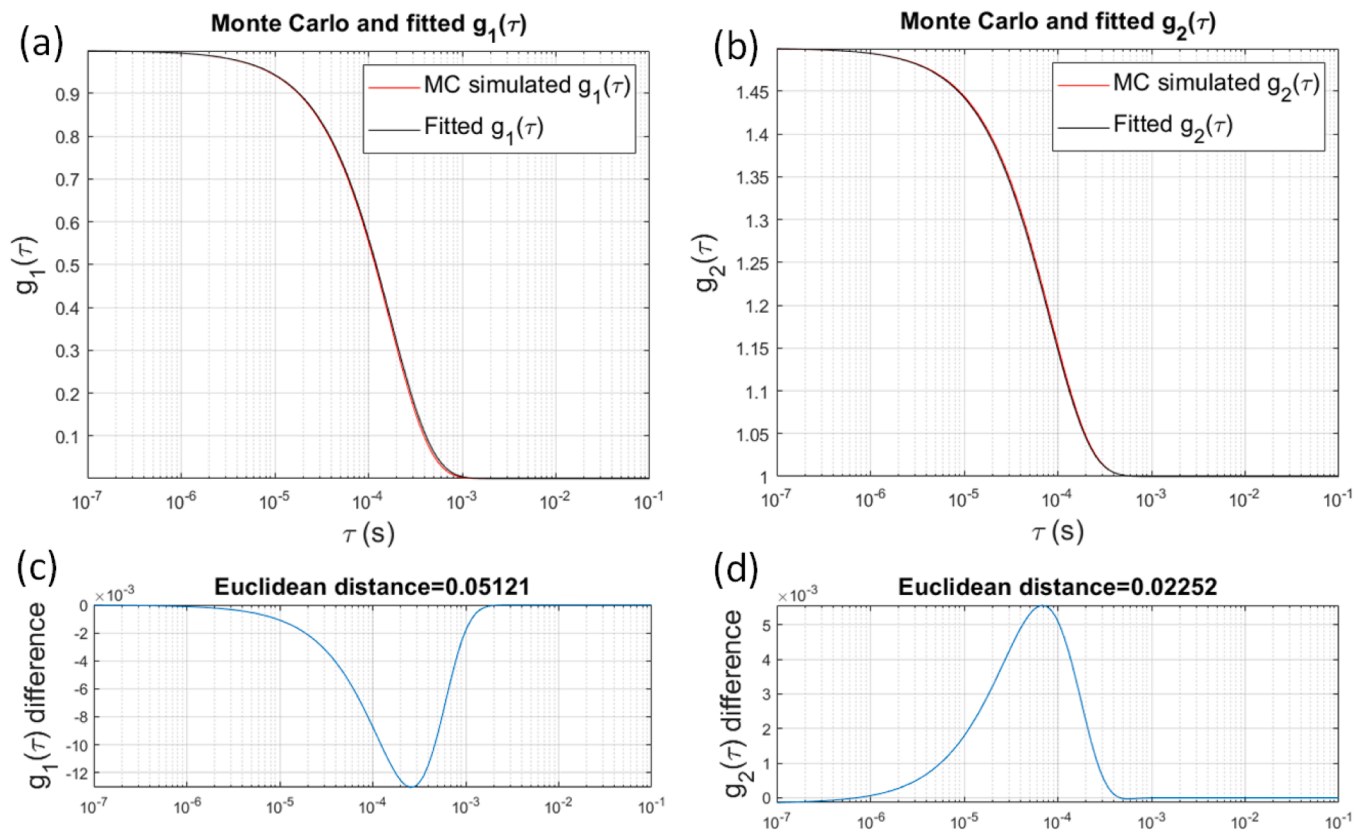 (a)
Monte Carlo and fitted g₁(τ)
0.9
0.8
0.7
0.6
0.5
0.4
0.3
0.2
0.1
g₁(τ)
MC simulated g₁(τ)
Fitted g₁(τ)
10⁻⁷ 10⁻⁶ 10⁻⁵ 10⁻⁴ 10⁻³ 10⁻² 10⁻¹
τ (s)
(b)
Monte Carlo and fitted g₂(τ)
1.45
1.4
1.35
1.3
1.25
1.2
1.15
1.1
1.05
1
g₂(τ)
MC simulated g₂(τ)
Fitted g₂(τ)
10⁻⁷ 10⁻⁶ 10⁻⁵ 10⁻⁴ 10⁻³ 10⁻² 10⁻¹
τ (s)
(c)
Euclidean distance=0.05121
×10⁻³
0
-2
-4
-6
-8
-10
-12
g₁(τ) difference
10⁻⁷ 10⁻⁶ 10⁻⁵ 10⁻⁴ 10⁻³ 10⁻² 10⁻¹
(d)
Euclidean distance=0.02252
×10⁻³
5
4
3
2
1
0
g₂(τ) difference
10⁻⁷ 10⁻⁶ 10⁻⁵ 10⁻⁴ 10⁻³ 10⁻² 10⁻¹